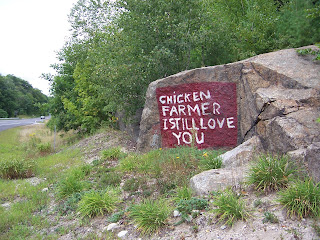 CHICKEN
FARMER
I STILL LOVE
YOU